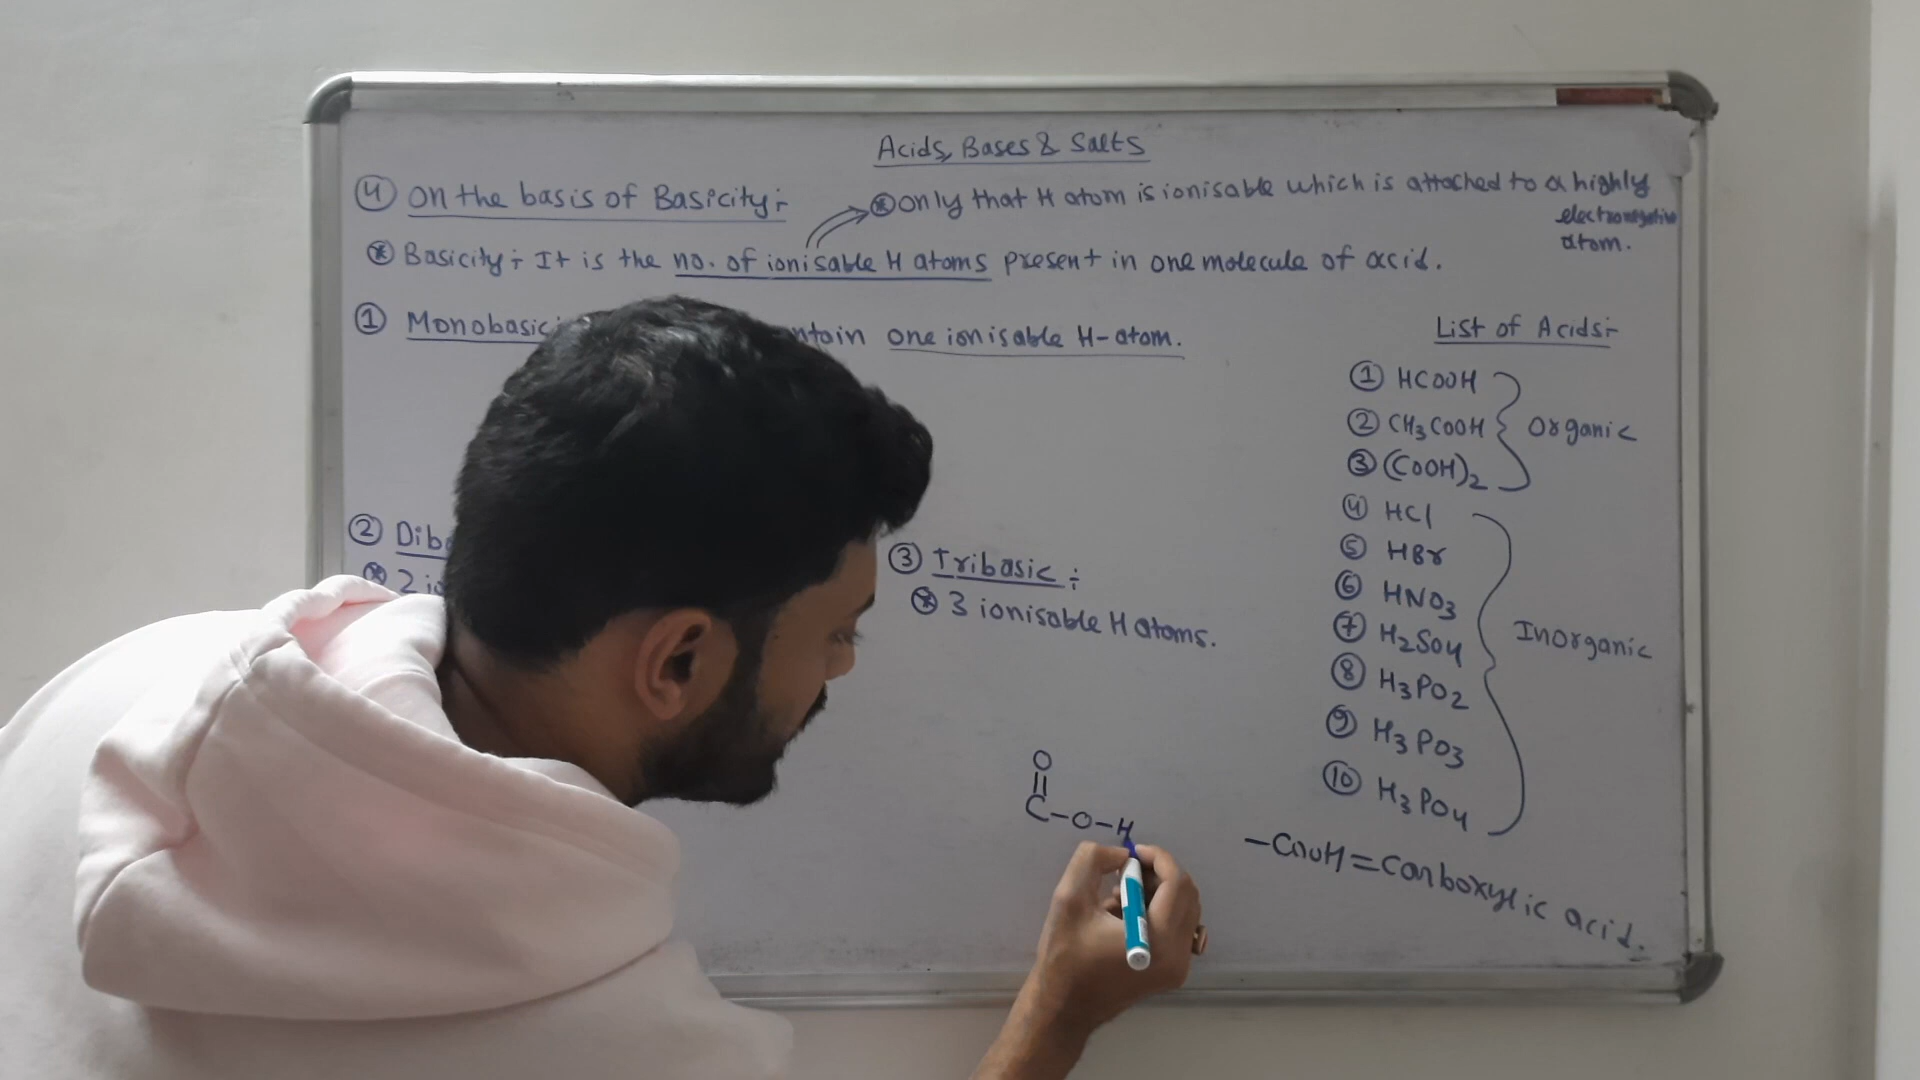 Acids, Bases & Salts
④ On the basis of Basicity:-
⊛ only that H atom is ionisable which is attached to a highly
electronegative
atom.
⊛ Basicity:- It is the no. of ionisable H atoms present in one molecule of acid.
① Monobasic
ntain one ionisable H-atom.
List of Acids:-
① HCOOH
② CH3COOH
③ (COOH)2
Organic
④ HCl
⑤ HBr
⑥ HNO3
⑦ H2SO4
⑧ H3PO2
⑨ H3PO3
⑩ H3PO4
Inorganic
② Diba
⊛ 2 io
③ Tribasic:-
⊛ 3 ionisable H atoms.
O
||
C-O-H
-COOH = Carboxylic acid.